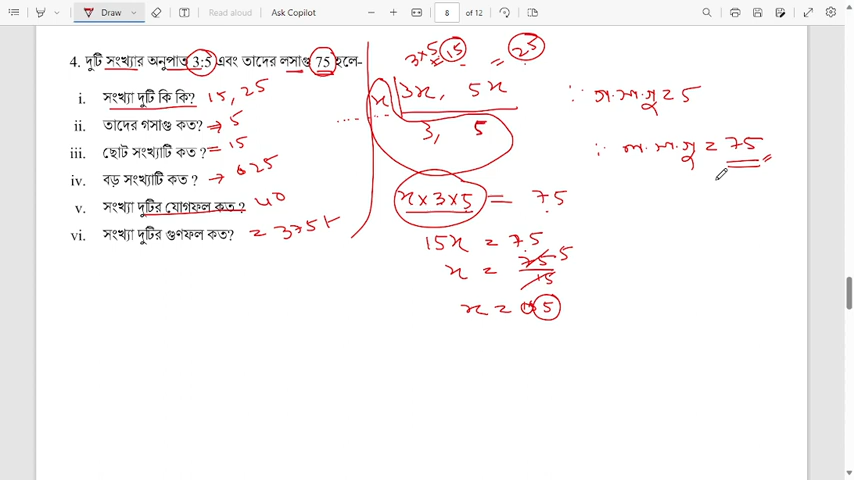 Draw
Read aloud
Ask Copilot
8
of 12
4. দুটি সংখ্যার অনুপাত 3:5 এবং তাদের লসাগু 75 হলে-
i. সংখ্যা দুটি কি কি? 15, 25
ii. তাদের গসাগু কত? ⇒ 5
iii. ছোট সংখ্যাটি কত ? = 15
iv. বড় সংখ্যাটি কত ? → 25
v. সংখ্যা দুটির যোগফল কত ? 40
vi. সংখ্যা দুটির গুণফল কত? = 375
3×5 = 15 = 25
x 3x, 5x
3, 5
x × 3 × 5 = 75
15x = 75
x = 75 5
15
x = 5
∵ গ.সা.গু = 5
∵ ল.সা.গু = 75